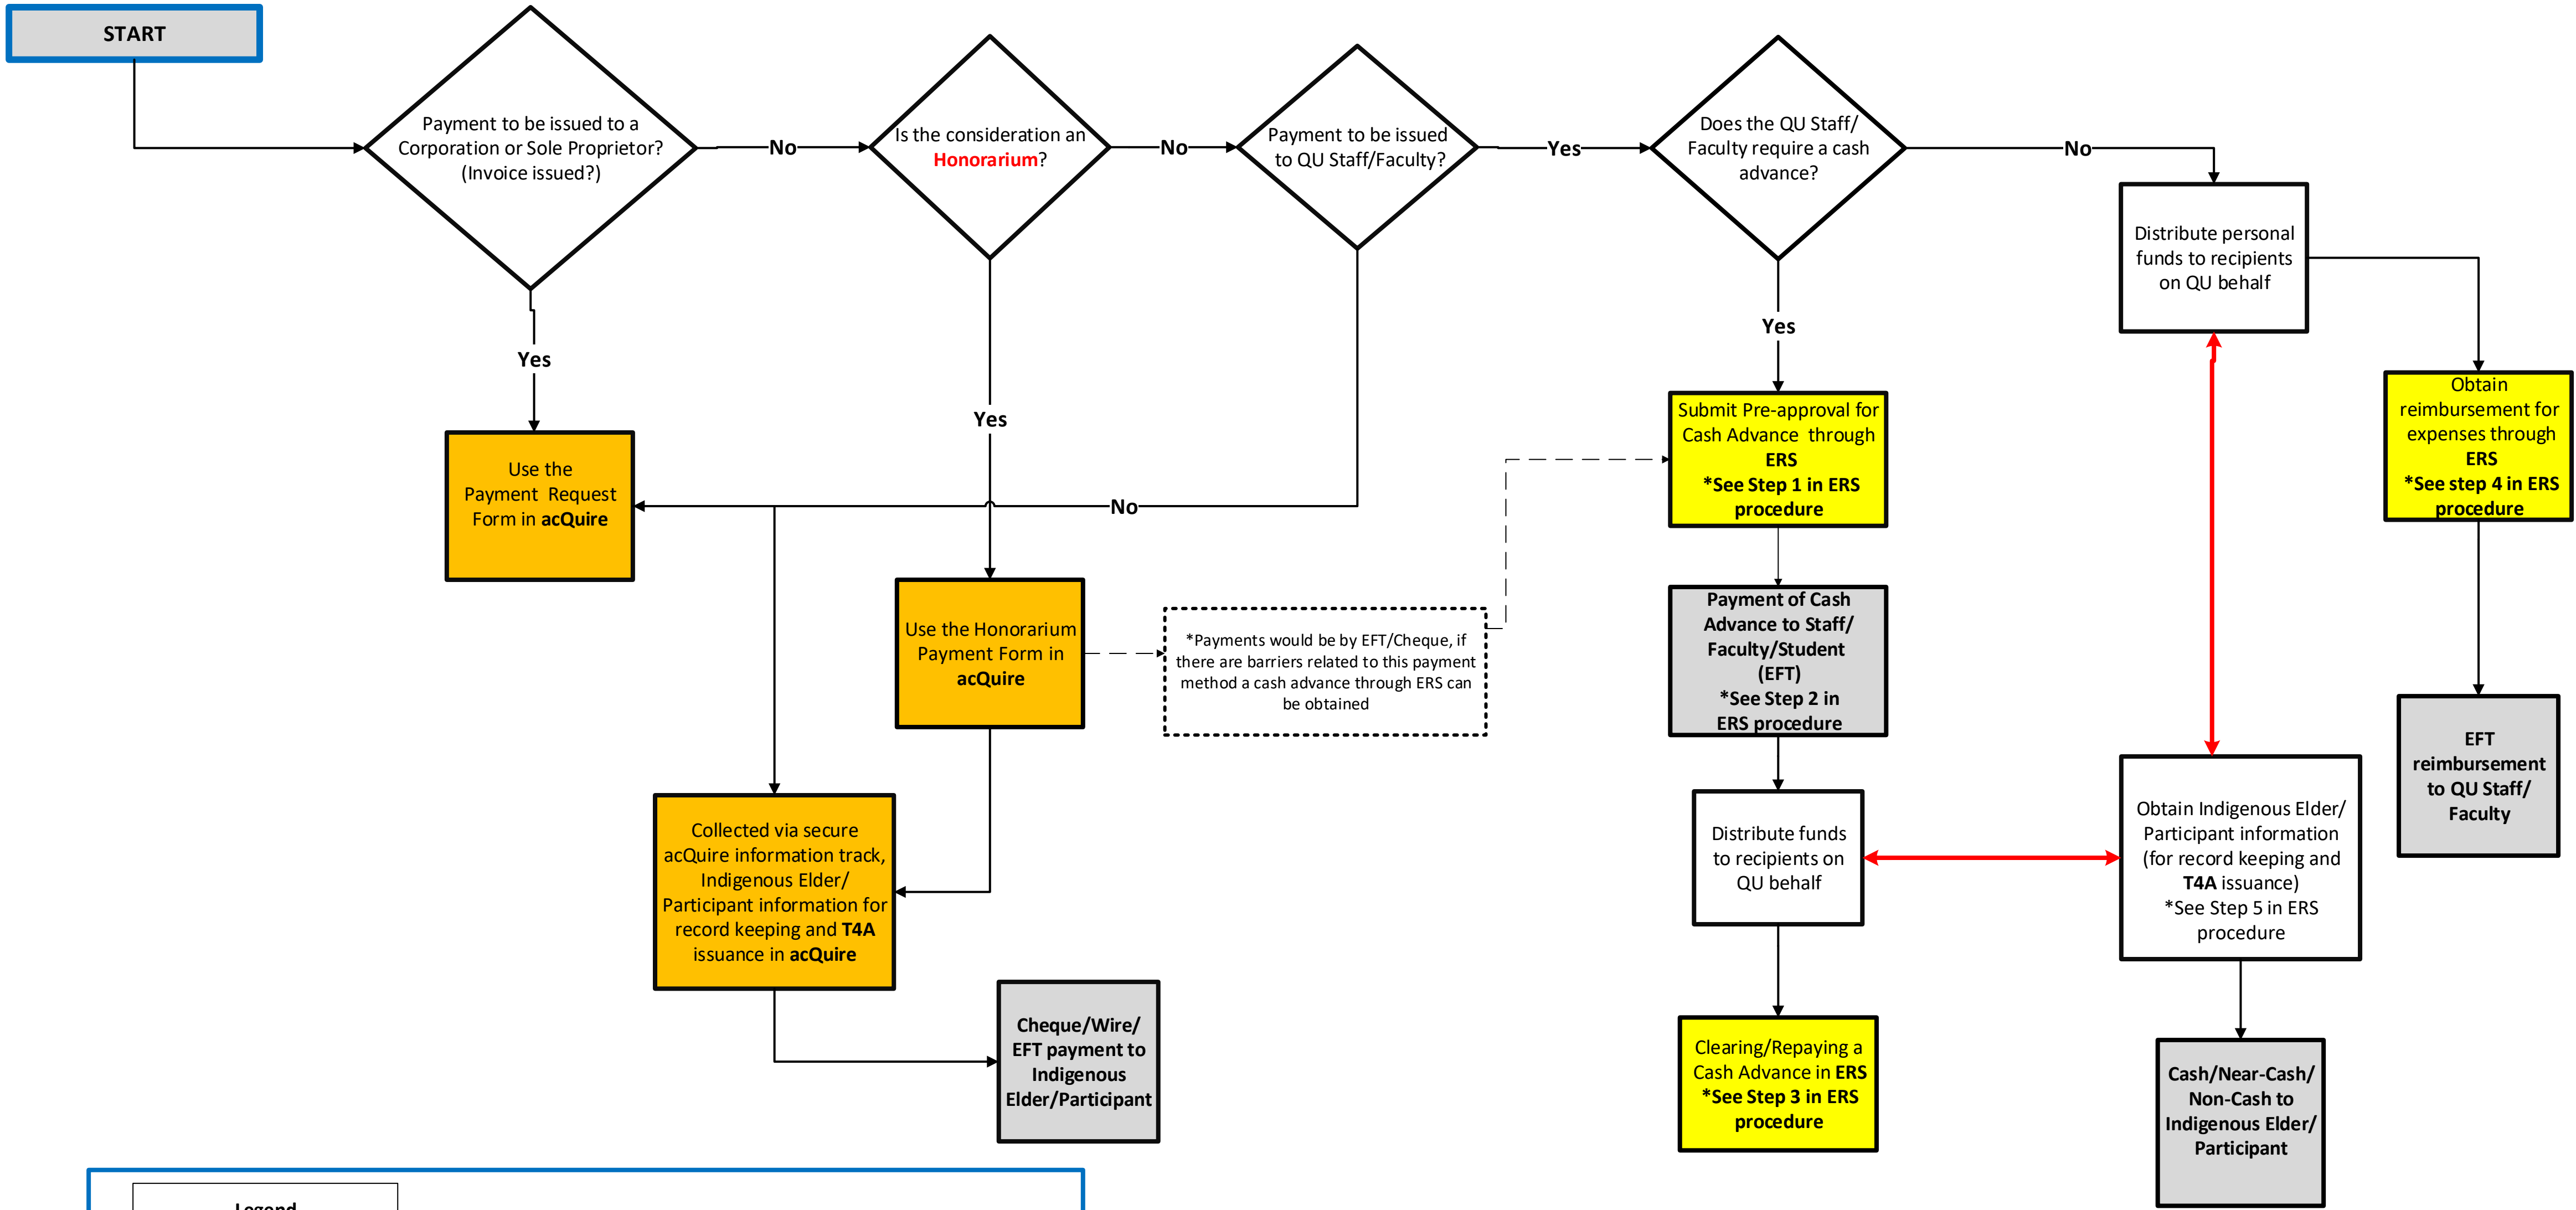 START
Payment to be issued to a
Corporation or Sole Proprietor?
(Invoice issued?)
No
Is the consideration an
Honorarium?
No
Payment to be issued
to QU Staff/Faculty?
Yes
Does the QU Staff/
Faculty require a cash
advance?
No
Distribute personal
funds to recipients
on QU behalf
Yes
Yes
Yes
No
Use the
Payment Request
Form in acQuire
Submit Pre-approval for
Cash Advance through
ERS
*See Step 1 in ERS
procedure
Obtain
reimbursement for
expenses through
ERS
*See step 4 in ERS
procedure
Use the Honorarium
Payment Form in
acQuire
*Payments would be by EFT/Cheque, if
there are barriers related to this payment
method a cash advance through ERS can
be obtained
Payment of Cash
Advance to Staff/
Faculty/Student
(EFT)
*See Step 2 in
ERS procedure
EFT
reimbursement
to QU Staff/
Faculty
Collected via secure
acQuire information track,
Indigenous Elder/
Participant information for
record keeping and T4A
issuance in acQuire
Distribute funds
to recipients on
QU behalf
Obtain Indigenous Elder/
Participant information
(for record keeping and
T4A issuance)
*See Step 5 in ERS
procedure
Cheque/Wire/
EFT payment to
Indigenous
Elder/Participant
Clearing/Repaying a
Cash Advance in ERS
*See Step 3 in ERS
procedure
Cash/Near-Cash/
Non-Cash to
Indigenous Elder/
Participant
Legend